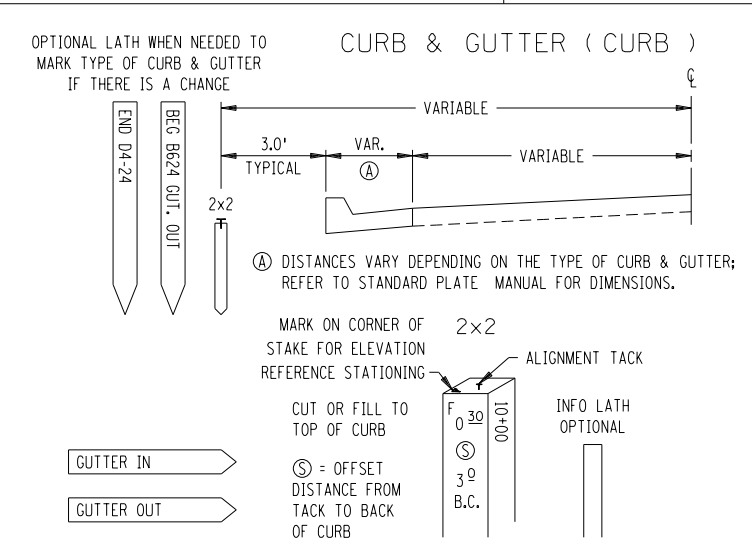 OPTIONAL LATH WHEN NEEDED TO
MARK TYPE OF CURB & GUTTER
IF THERE IS A CHANGE
CURB & GUTTER ( CURB )
℄
VARIABLE
3.0'
TYPICAL
VAR.
Ⓐ
VARIABLE
END D4-24
BEG B624 GUT. OUT
2x2
Ⓐ DISTANCES VARY DEPENDING ON THE TYPE OF CURB & GUTTER;
REFER TO STANDARD PLATE MANUAL FOR DIMENSIONS.
MARK ON CORNER OF
STAKE FOR ELEVATION
REFERENCE STATIONING
2x2
ALIGNMENT TACK
CUT OR FILL TO
TOP OF CURB
F
0 30
Ⓢ
3 0
B.C.
10+00
INFO LATH
OPTIONAL
GUTTER IN
GUTTER OUT
Ⓢ = OFFSET
DISTANCE FROM
TACK TO BACK
OF CURB